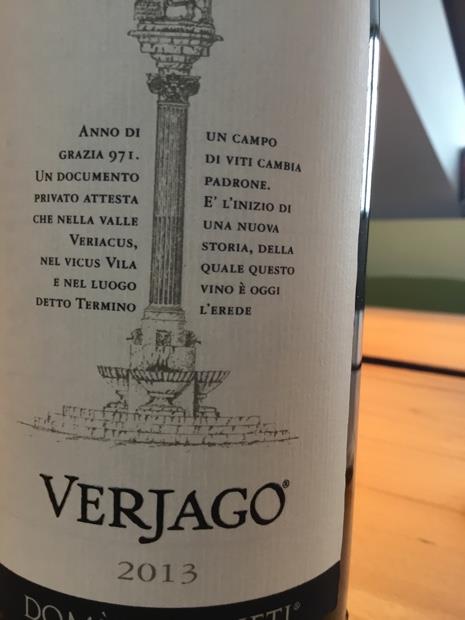 Anno di
grazia 971.
Un documento
privato attesta
che nella valle
Veriacus,
nel vicus Vila
e nel luogo
detto Termino
un campo
di viti cambia
padrone.
E' l'inizio di
una nuova
storia, della
quale questo
vino è oggi
l'erede
Verjago®
2013